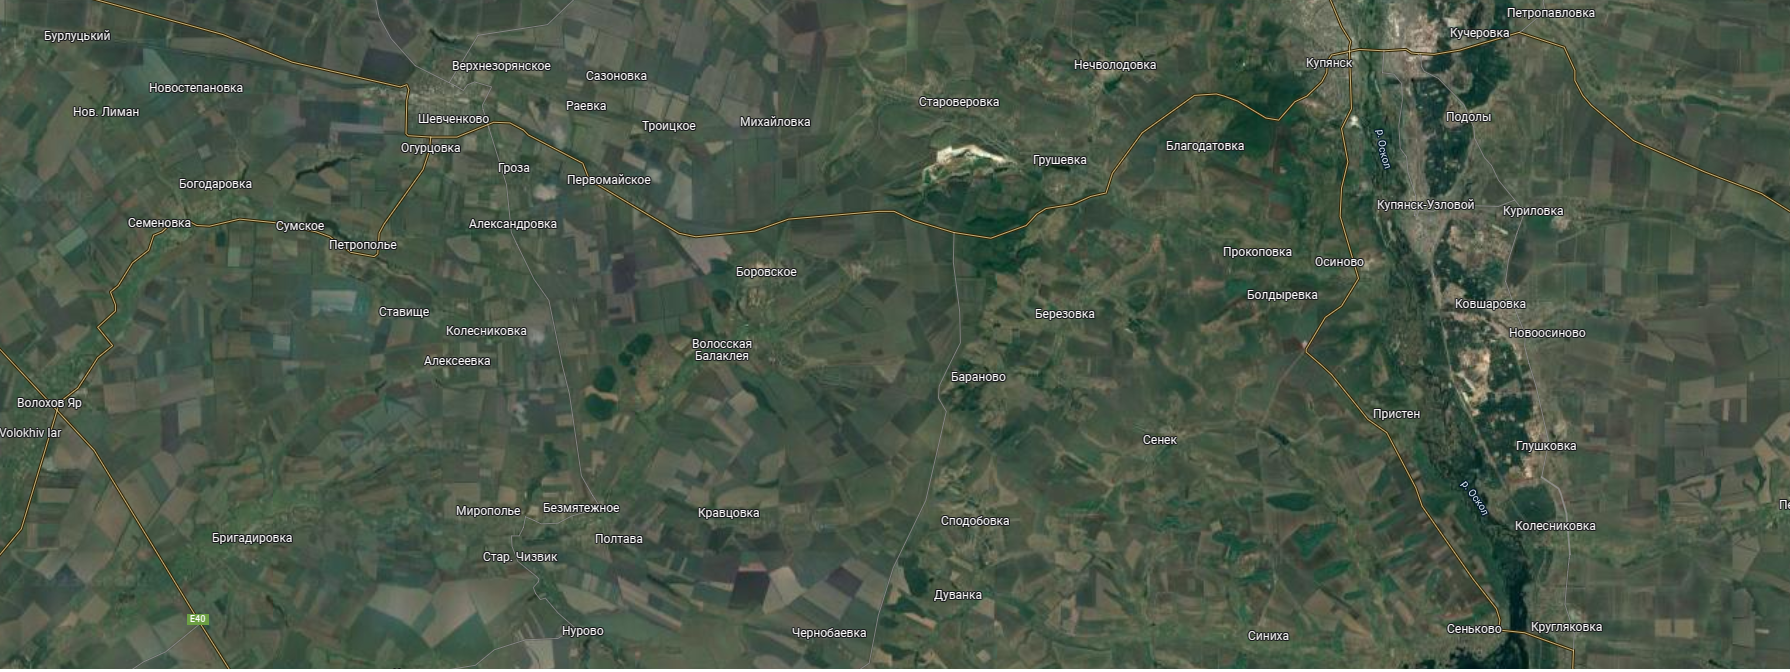 Петропавловка
Бурлуцький
Кучеровка
Верхнезорянское
Нечволодовка
Купянск
Сазоновка
Новостепановка
Староверовка
Раевка
Нов. Лиман
Шевченково
Троицкое
Михайловка
Подолы
Огурцовка
Благодатовка
р. Оскол
Грушевка
Гроза
Первомайское
Богодаровка
Купянск-Узловой
Куриловка
Семеновка
Сумское
Александровка
Петрополье
Прокоповка
Осиново
Боровское
Болдыревка
Ковшаровка
Ставище
Березовка
Колесниковка
Новоосиново
Волосская
Балаклея
Алексеевка
Бараново
Волохов Яр
Пристен
Volokhiv Iar
Сенек
Глушковка
р. Оскол
Мирополье
Безмятежное
Кравцовка
Сподобовка
Колесниковка
Бригадировка
Полтава
Стар. Чизвик
Дуванка
E40
Нурово
Чернобаевка
Синиха
Сеньково
Кругляковка